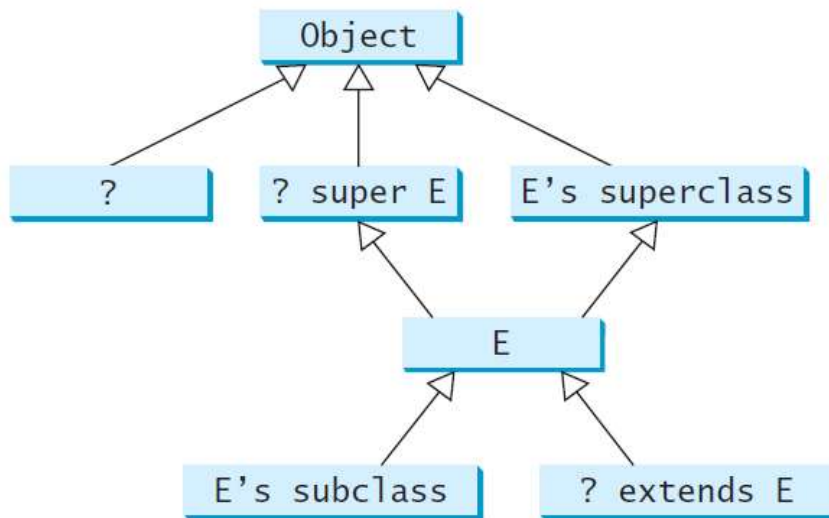 Object
?
? super E
E’s superclass
E
E’s subclass
? extends E